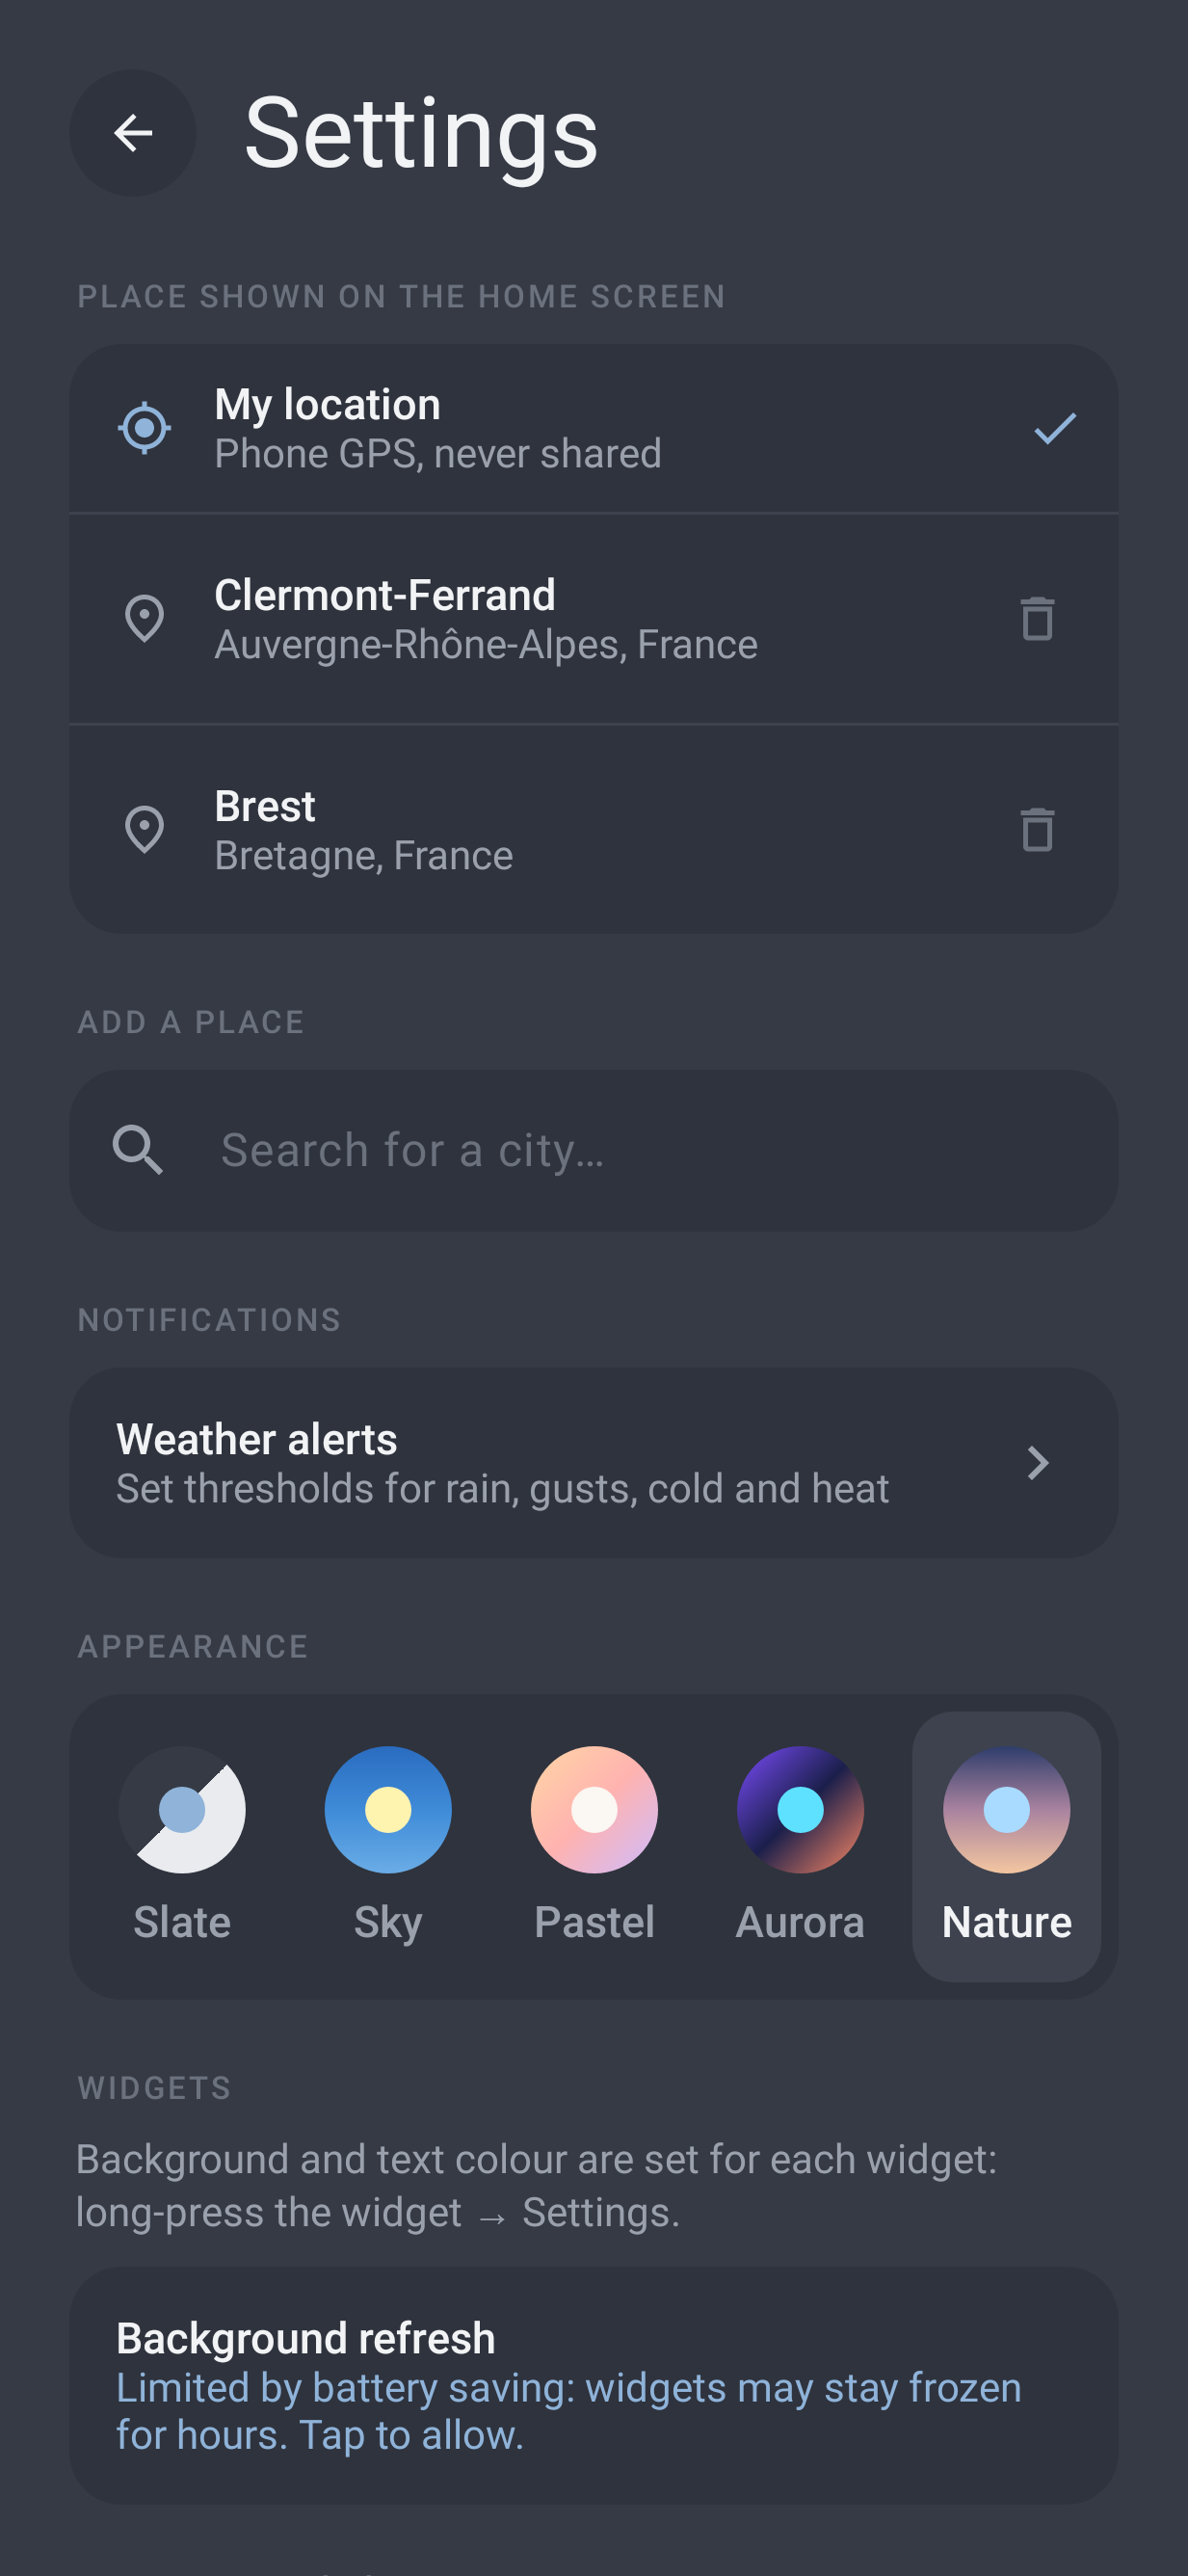 Settings
PLACE SHOWN ON THE HOME SCREEN
My location
Phone GPS, never shared
Clermont-Ferrand
Auvergne-Rhône-Alpes, France
Brest
Bretagne, France
ADD A PLACE
Search for a city…
NOTIFICATIONS
Weather alerts
Set thresholds for rain, gusts, cold and heat
APPEARANCE
Slate Sky Pastel Aurora Nature
WIDGETS
Background and text colour are set for each widget:
long-press the widget → Settings.
Background refresh
Limited by battery saving: widgets may stay frozen
for hours. Tap to allow.